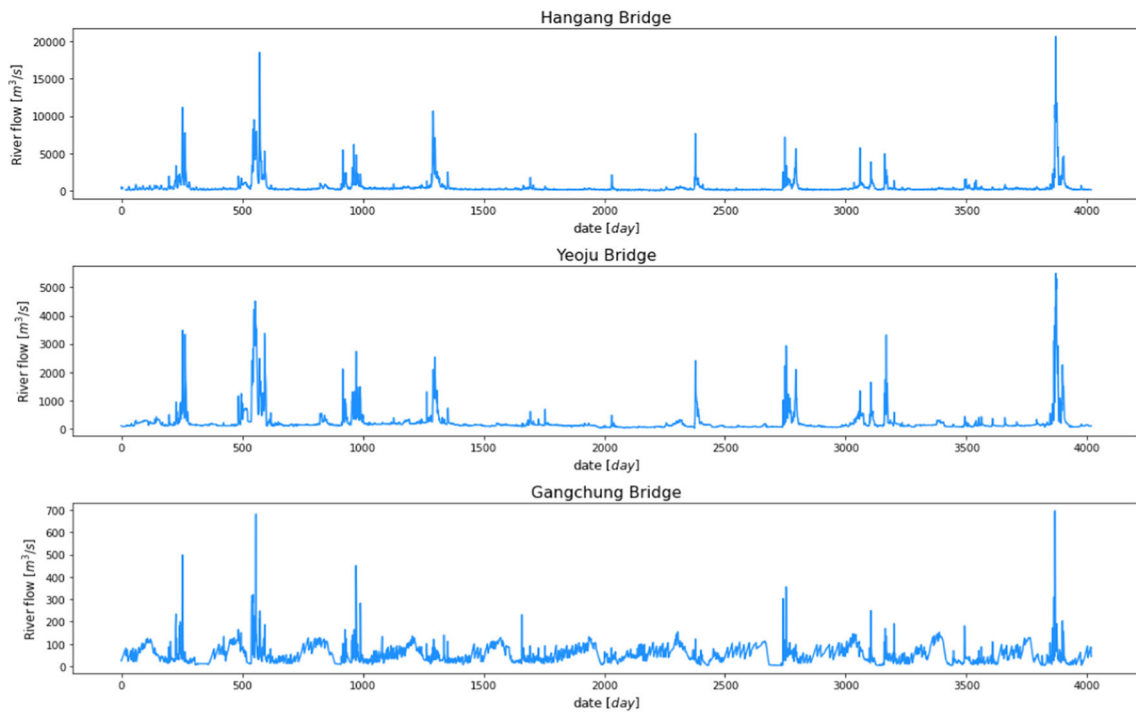 Hangang Bridge
River flow [m³/s]
20000
15000
10000
5000
0
0 500 1000 1500 2000 2500 3000 3500 4000
date [day]
Yeoju Bridge
River flow [m³/s]
5000
4000
3000
2000
1000
0
0 500 1000 1500 2000 2500 3000 3500 4000
date [day]
Gangchung Bridge
River flow [m³/s]
700
600
500
400
300
200
100
0
0 500 1000 1500 2000 2500 3000 3500 4000
date [day]